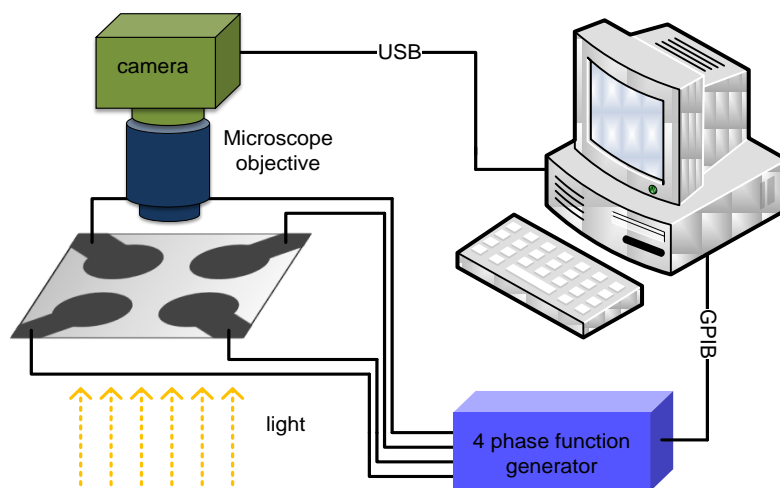 camera
USB
Microscope
objective
GPIB
light
4 phase function
generator